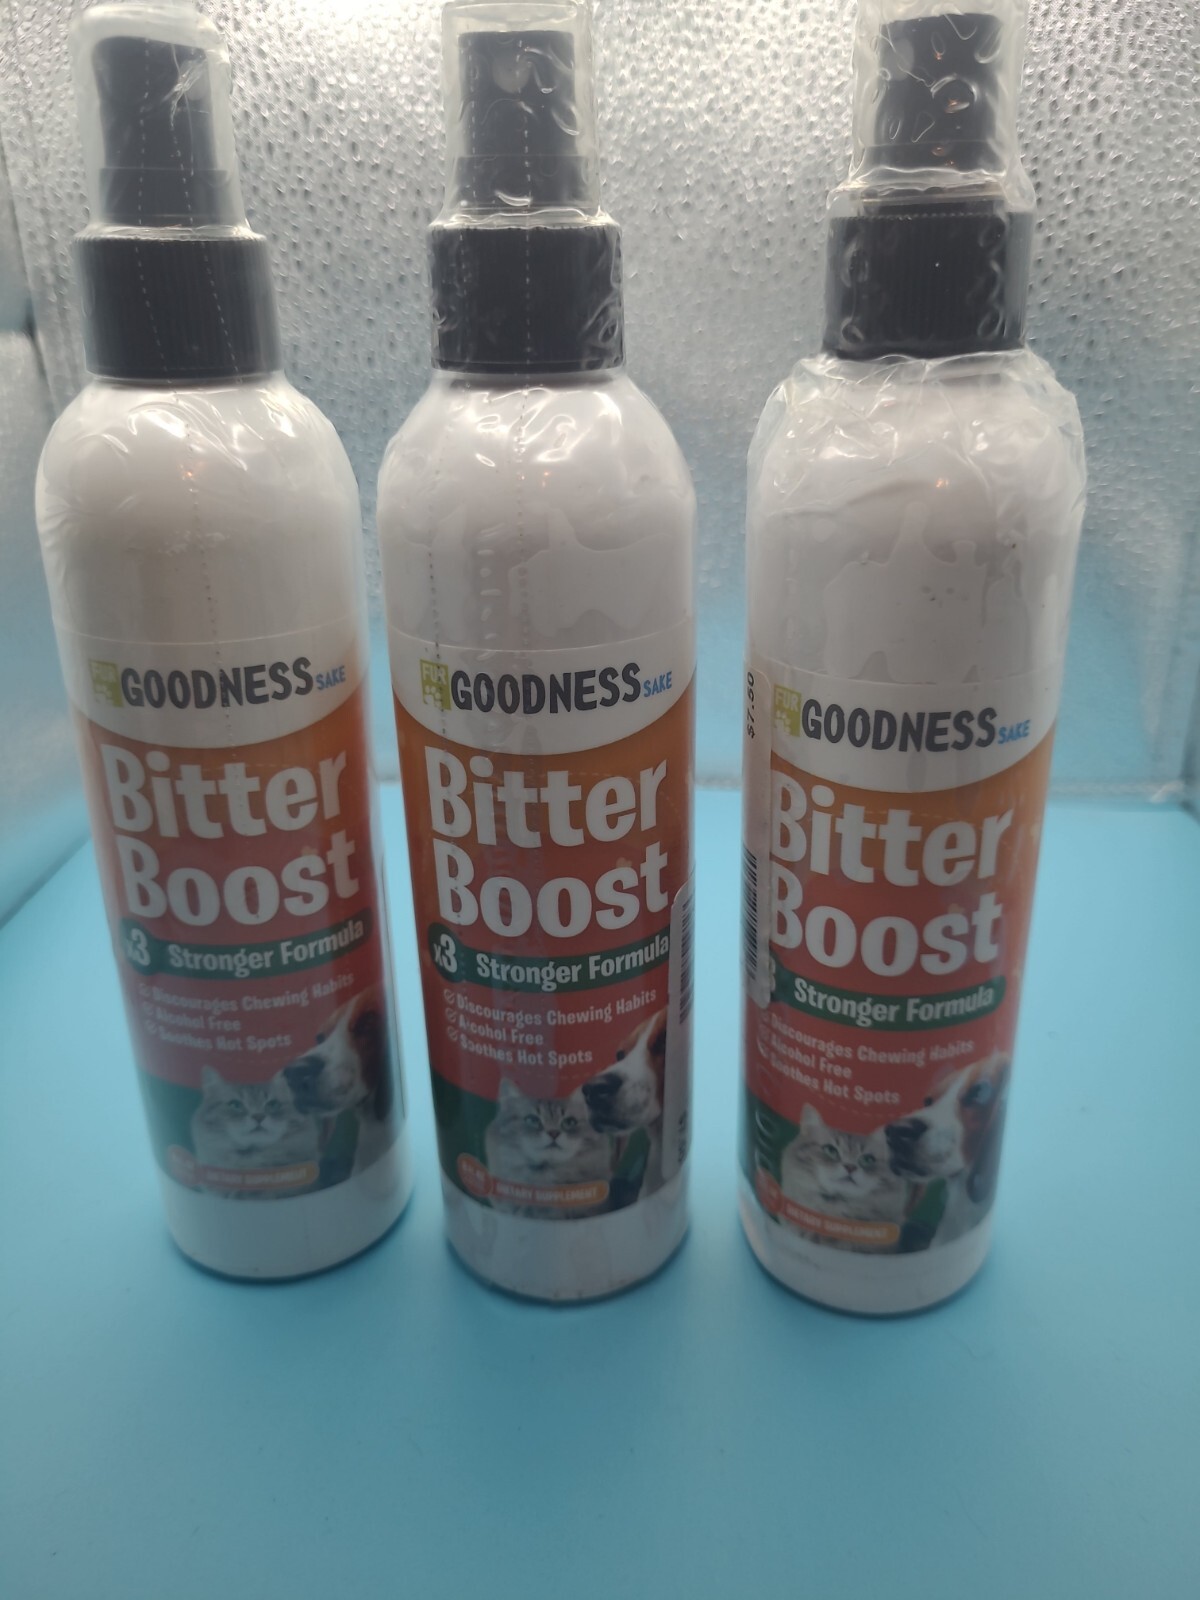 FUR GOODNESS SAKE
Bitter
Boost
x3 Stronger Formula
Discourages Chewing Habits
Alcohol Free
Soothes Hot Spots
DIETARY SUPPLEMENT
FUR GOODNESS SAKE
Bitter
Boost
x3 Stronger Formula
Discourages Chewing Habits
Alcohol Free
Soothes Hot Spots
DIETARY SUPPLEMENT
$7.50
FUR GOODNESS SAKE
Bitter
Boost
Stronger Formula
Discourages Chewing Habits
Alcohol Free
Soothes Hot Spots
DIETARY SUPPLEMENT